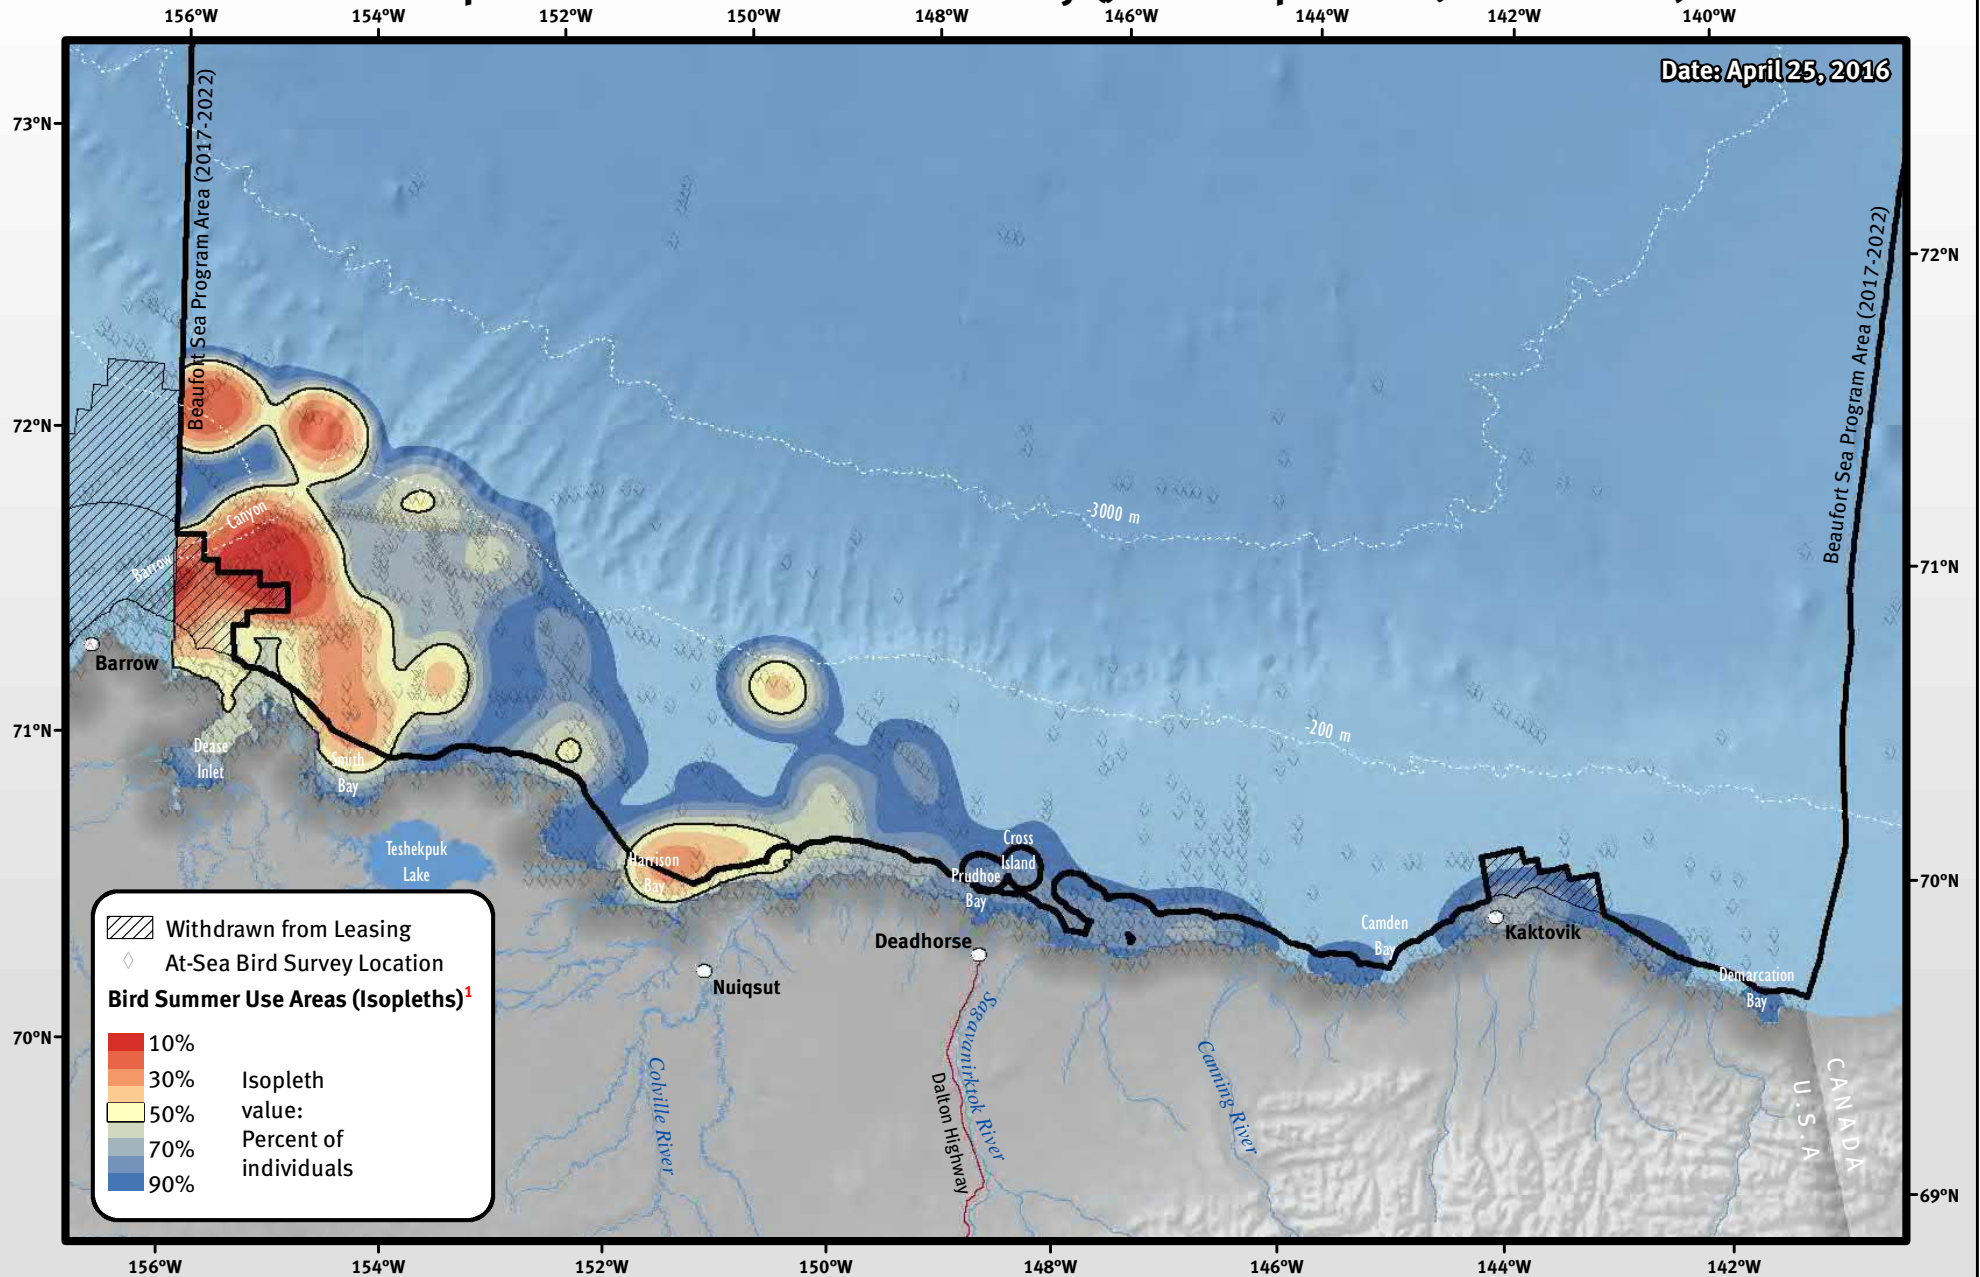 156°W 154°W 152°W 150°W 148°W 146°W 144°W 142°W 140°W
Date: April 25, 2016
73°N
72°N
71°N
70°N
72°N
71°N
70°N
69°N
Beaufort Sea Program Area (2017-2022)
Beaufort Sea Program Area (2017-2022)
-3000 m
-200 m
Canyon
Barrow
Barrow
Dease
Inlet
Smith
Bay
Teshekpuk
Lake
Harrison
Bay
Cross
Island
Prudhoe
Bay
Deadhorse
Nuiqsut
Camden
Bay
Kaktovik
Demarcation
Bay
Colville River
Sagavanirktok River
Dalton Highway
Canning River
CANADA
U.S.A
Withdrawn from Leasing
At-Sea Bird Survey Location
Bird Summer Use Areas (Isopleths)1
10%
30%
50%
70%
90%
Isopleth
value:
Percent of
individuals
156°W 154°W 152°W 150°W 148°W 146°W 144°W 142°W